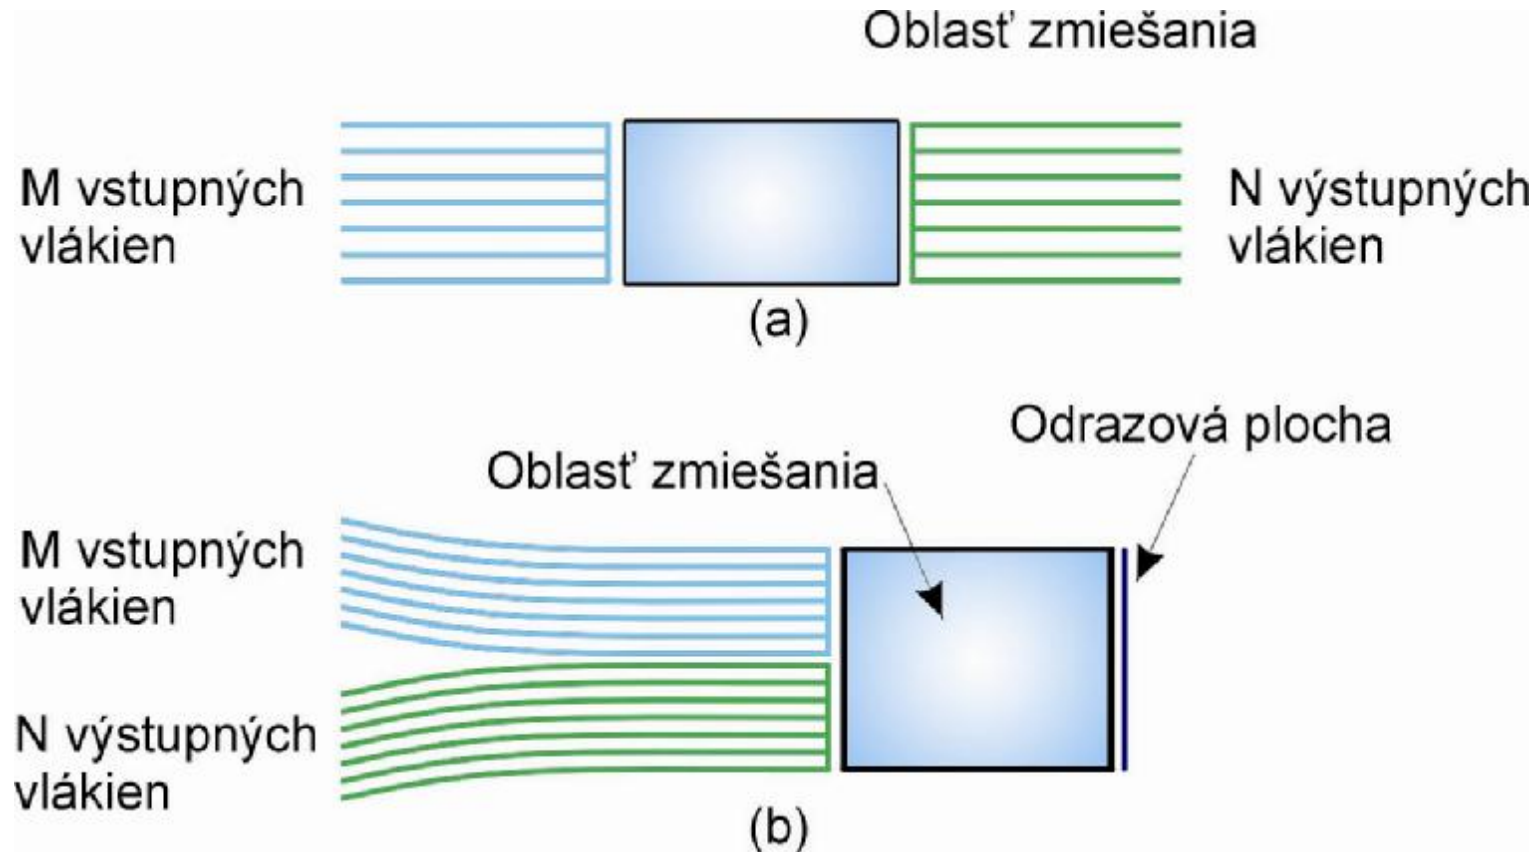 Oblasť zmiešania
M vstupných
vlákien
N výstupných
vlákien
(a)
Odrazová plocha
Oblasť zmiešania
M vstupných
vlákien
N výstupných
vlákien
(b)